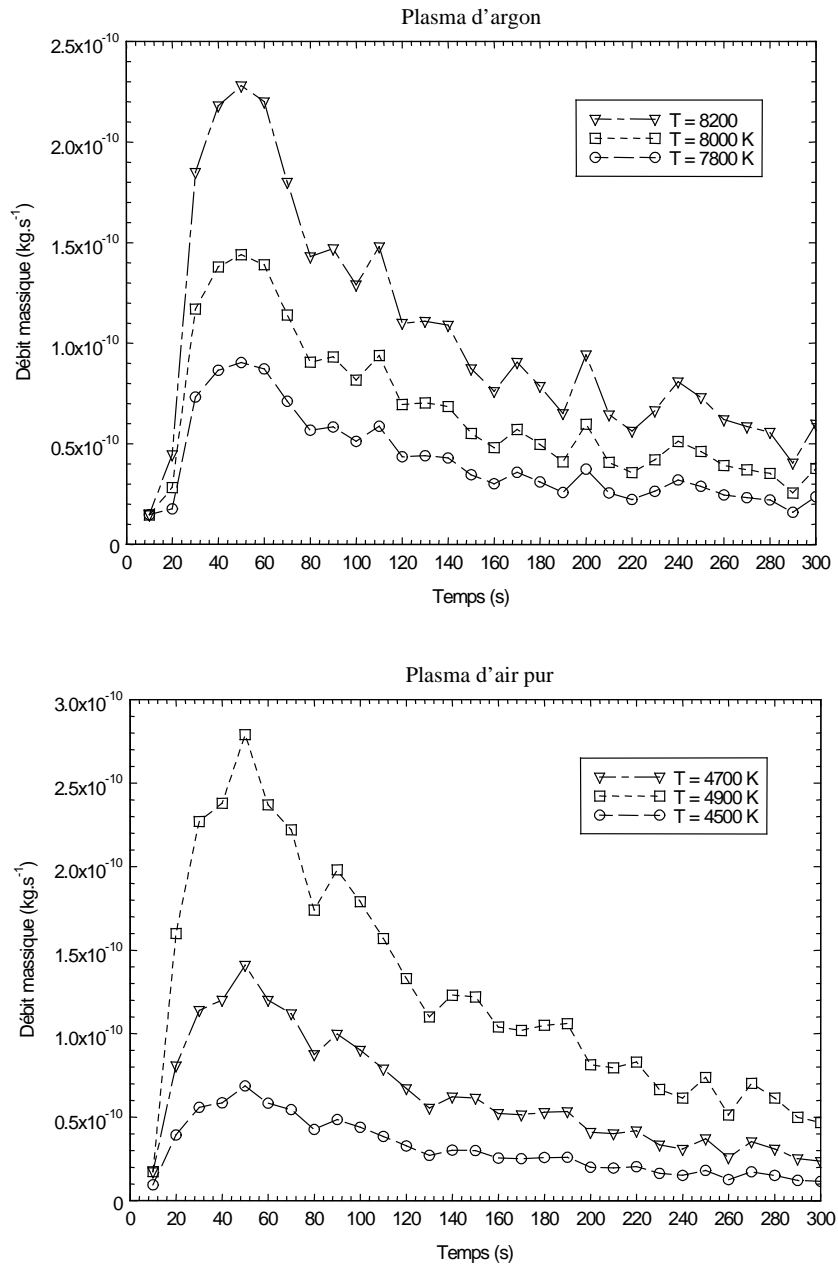 Plasma d'argon
2.5x10-10
2.0x10-10
1.5x10-10
1.0x10-10
0.5x10-10
0
Débit massique (kg.s-1)
T = 8200
T = 8000 K
T = 7800 K
0 20 40 60 80 100 120 140 160 180 200 220 240 260 280 300
Temps (s)
Plasma d'air pur
3.0x10-10
2.5x10-10
2.0x10-10
1.5x10-10
1.0x10-10
0.5x10-10
0
Débit massique (kg.s-1)
T = 4700 K
T = 4900 K
T = 4500 K
0 20 40 60 80 100 120 140 160 180 200 220 240 260 280 300
Temps (s)